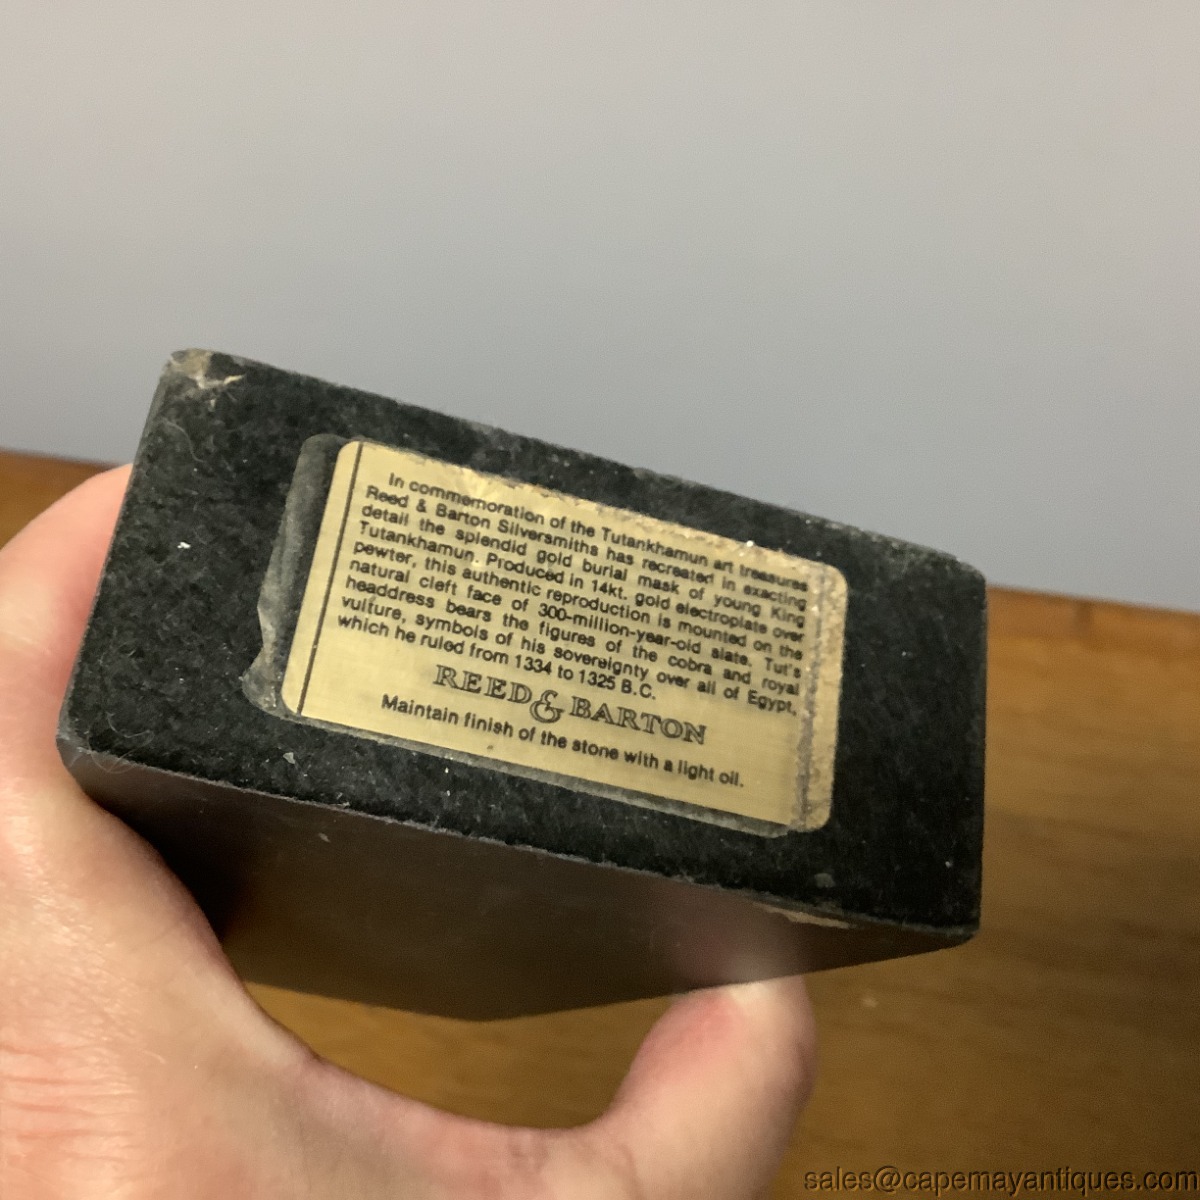 In commemoration of the Tutankhamun art treasures
Reed & Barton Silversmiths has recreated in exacting
detail the splendid gold burial mask of young King
Tutankhamun. Produced in 14kt. gold electroplate over
pewter, this authentic reproduction is mounted on the
natural cleft face of 300-million-year-old slate. Tut's
headdress bears the figures of the cobra and royal
vulture, symbols of his sovereignty over all of Egypt,
which he ruled from 1334 to 1325 B.C.
REED & BARTON
Maintain finish of the stone with a light oil.
sales@capemayantiques.com